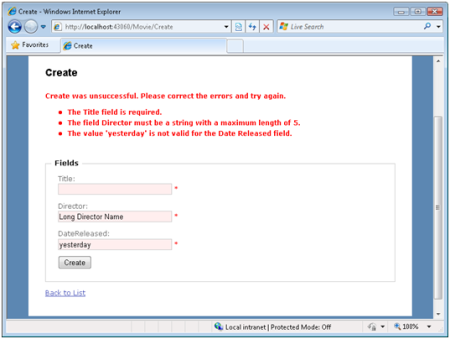 Create - Windows Internet Explorer
http://localhost:43060/Movie/Create
Live Search
Favorites
Create
Create
Create was unsuccessful. Please correct the errors and try again.
The Title field is required.
The field Director must be a string with a maximum length of 5.
The value 'yesterday' is not valid for the Date Released field.
Fields
Title:
*
Director:
Long Director Name *
DateReleased:
yesterday *
Create
Back to List
Local intranet | Protected Mode: Off
100%